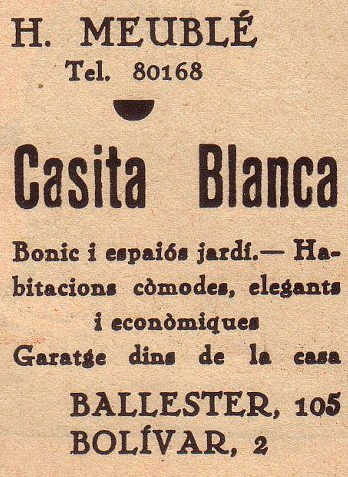 H. MEUBLÉ
Tel. 80168
Casita Blanca
Bonic i espaiós jardí.— Ha-
bitacions còmodes, elegants
i econòmiques
Garatge dins de la casa
BALLESTER, 105
BOLÍVAR, 2